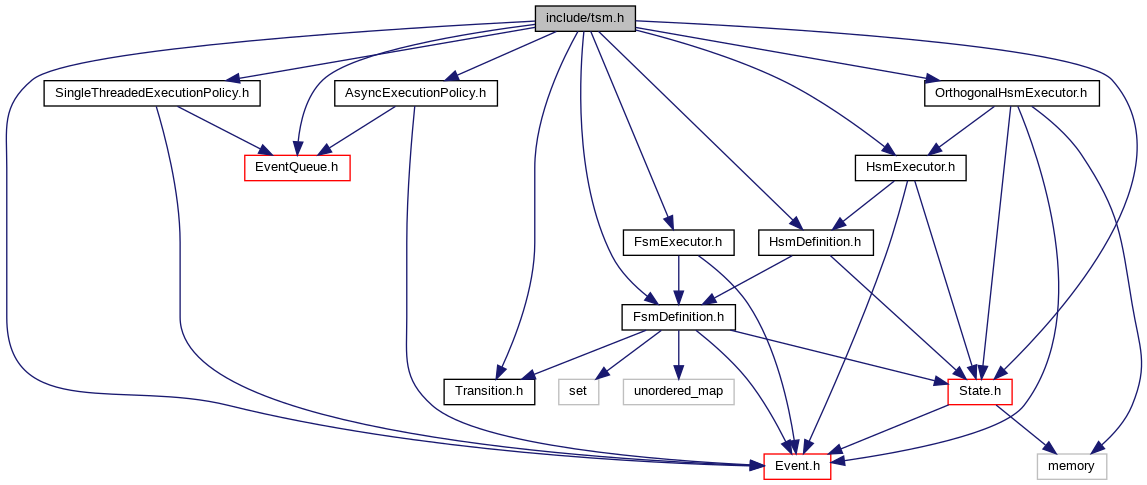 include/tsm.h
SingleThreadedExecutionPolicy.h
AsyncExecutionPolicy.h
OrthogonalHsmExecutor.h
EventQueue.h
HsmExecutor.h
FsmExecutor.h
HsmDefinition.h
FsmDefinition.h
Transition.h
set
unordered_map
State.h
Event.h
memory